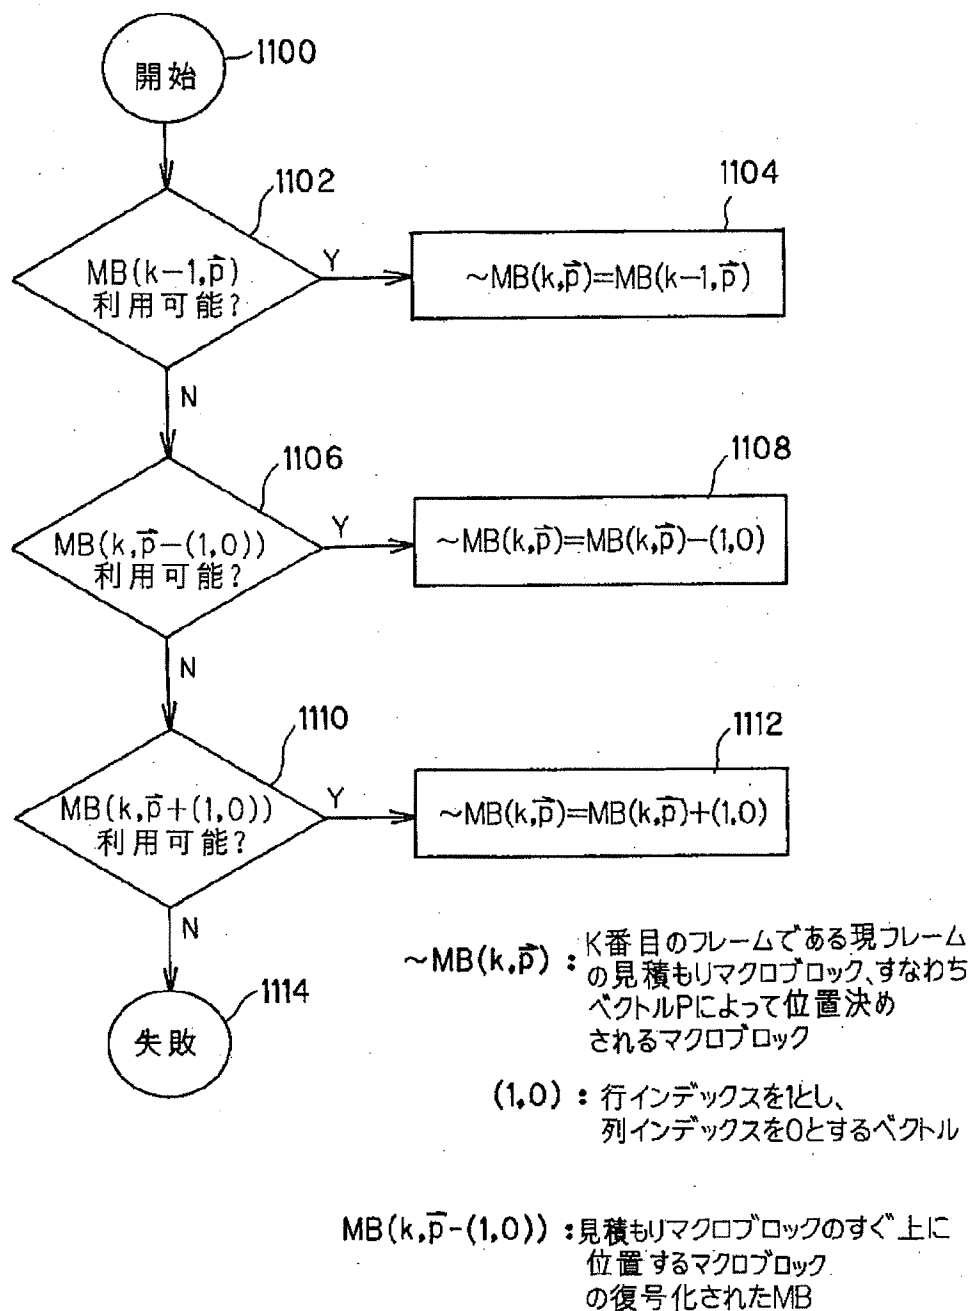 1100
開始
1102
MB(k-1,p⃗)
利用可能?
Y
1104
~MB(k,p⃗)=MB(k-1,p⃗)
N
1106
MB(k,p⃗-(1,0))
利用可能?
Y
1108
~MB(k,p⃗)=MB(k,p⃗)-(1,0)
N
1110
MB(k,p⃗+(1,0))
利用可能?
Y
1112
~MB(k,p⃗)=MB(k,p⃗)+(1,0)
N
1114
失敗
~MB(k,p⃗) : K番目のフレームである現フレーム
の見積もりマクロブロック、すなわち
ベクトルPによって位置決め
されるマクロブロック
(1,0) : 行インデックスを1とし、
列インデックスを0とするベクトル
MB(k,p⃗-(1,0)) : 見積もりマクロブロックのすぐ上に
位置するマクロブロック
の復号化されたMB